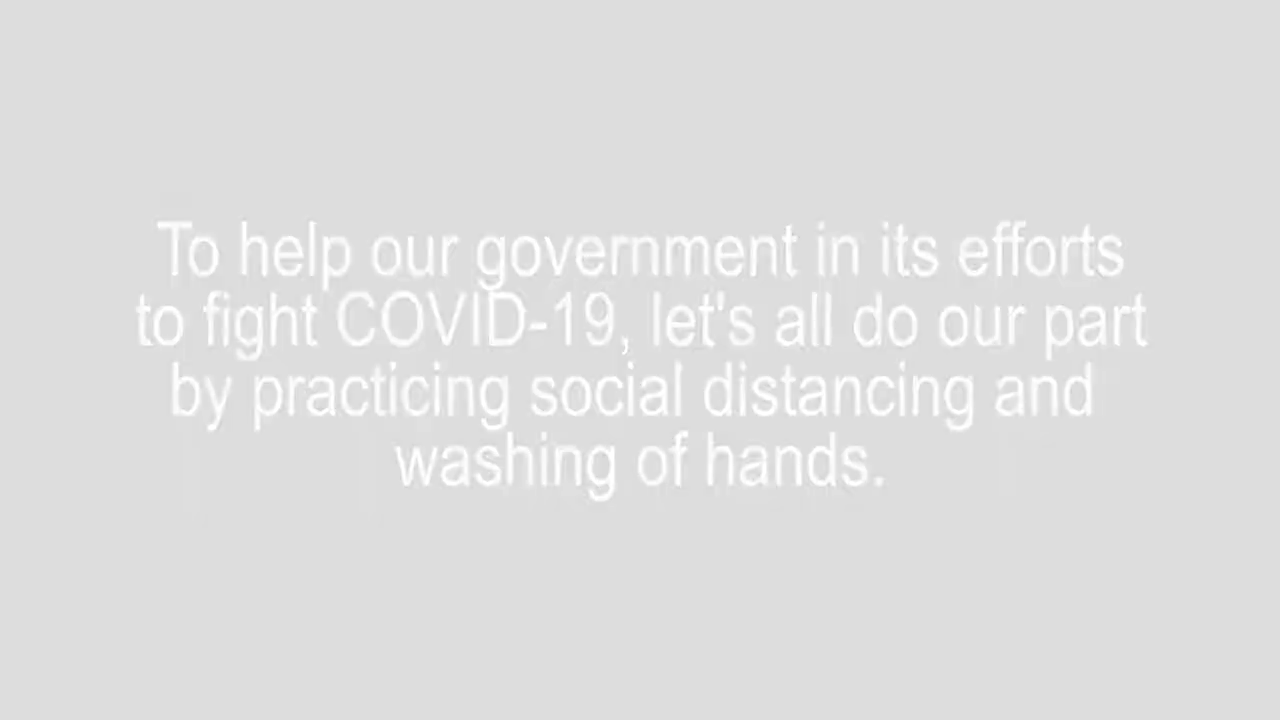 To help our government in its efforts
to fight COVID-19, let's all do our part
by practicing social distancing and
washing of hands.